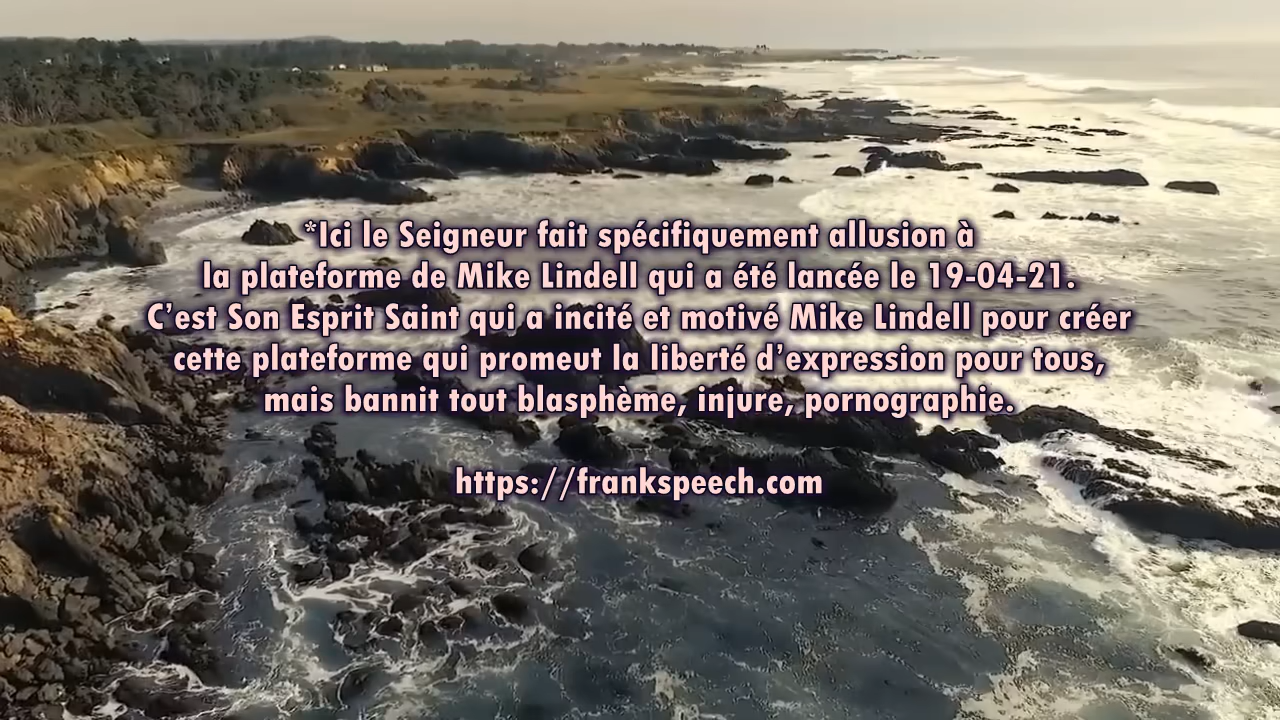 *Ici le Seigneur fait spécifiquement allusion à
la plateforme de Mike Lindell qui a été lancée le 19-04-21.
C’est Son Esprit Saint qui a incité et motivé Mike Lindell pour créer
cette plateforme qui promeut la liberté d’expression pour tous,
mais bannit tout blasphème, injure, pornographie.
https://frankspeech.com